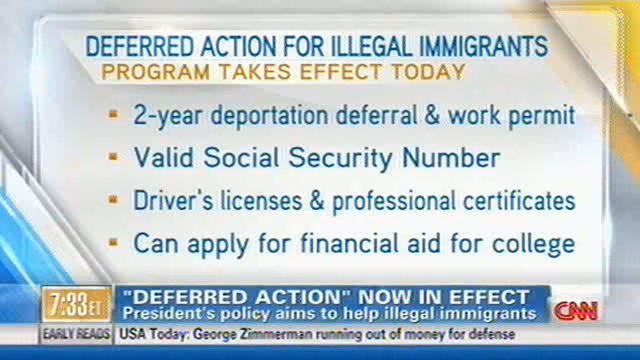 DEFERRED ACTION FOR ILLEGAL IMMIGRANTS
PROGRAM TAKES EFFECT TODAY
2-year deportation deferral & work permit
Valid Social Security Number
Driver's licenses & professional certificates
Can apply for financial aid for college
7:33 ET
"DEFERRED ACTION" NOW IN EFFECT
President's policy aims to help illegal immigrants
CNN
EARLY READS
USA Today: George Zimmerman running out of money for defense